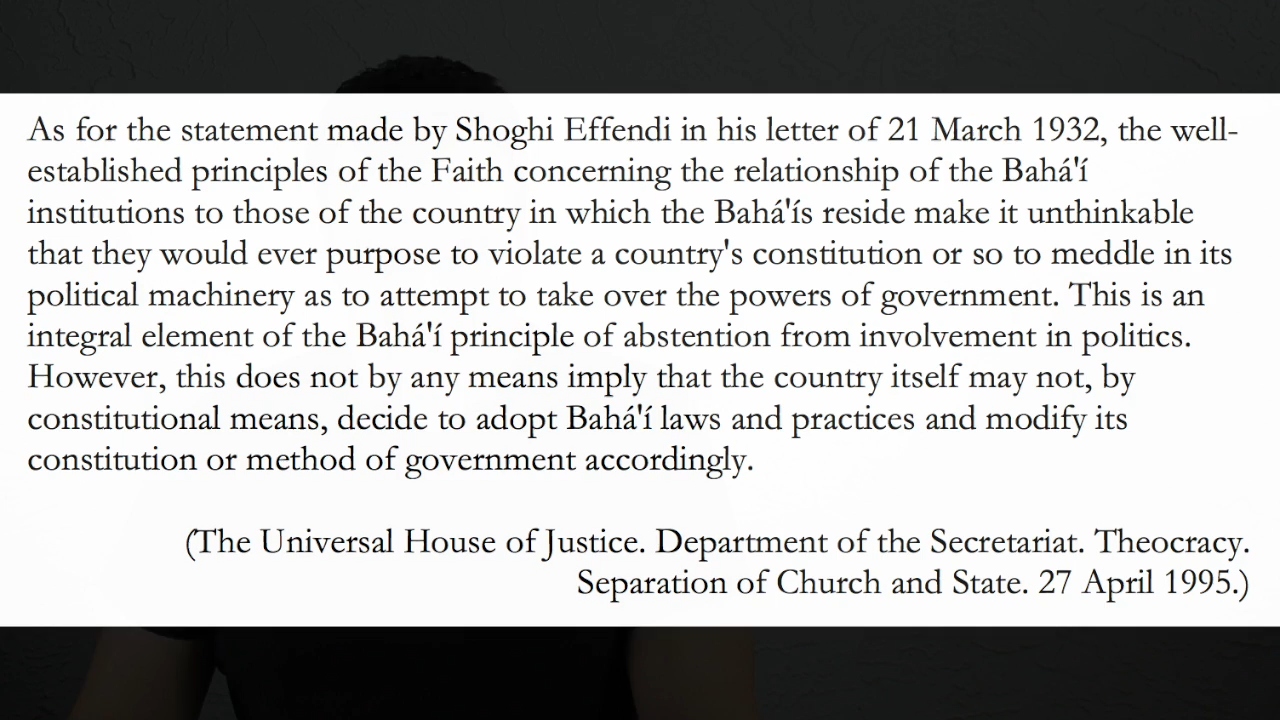 As for the statement made by Shoghi Effendi in his letter of 21 March 1932, the well-
established principles of the Faith concerning the relationship of the Bahá'í
institutions to those of the country in which the Bahá'ís reside make it unthinkable
that they would ever purpose to violate a country's constitution or so to meddle in its
political machinery as to attempt to take over the powers of government. This is an
integral element of the Bahá'í principle of abstention from involvement in politics.
However, this does not by any means imply that the country itself may not, by
constitutional means, decide to adopt Bahá'í laws and practices and modify its
constitution or method of government accordingly.
(The Universal House of Justice. Department of the Secretariat. Theocracy.
Separation of Church and State. 27 April 1995.)